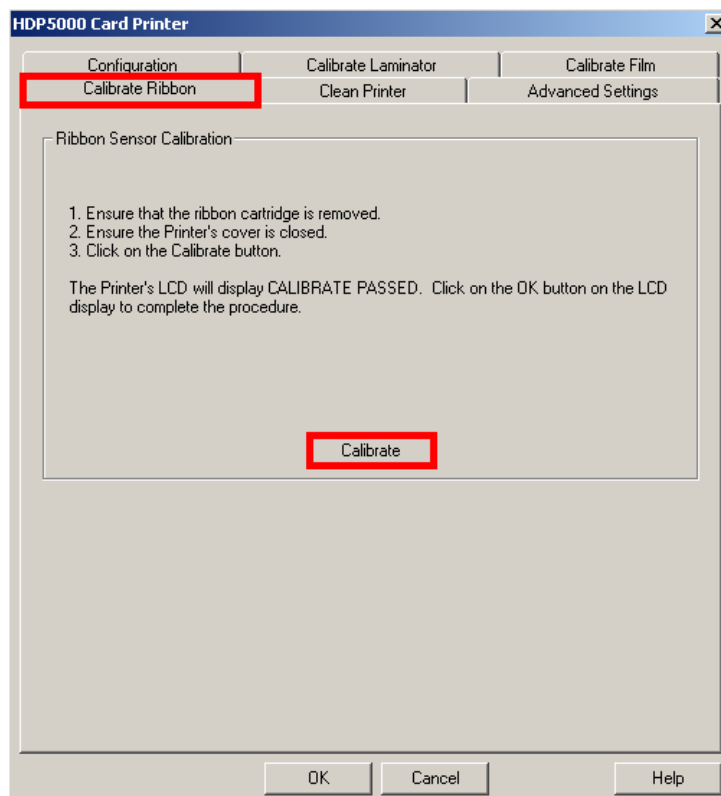 HDP5000 Card Printer
Configuration
Calibrate Laminator
Calibrate Film
Calibrate Ribbon
Clean Printer
Advanced Settings
Ribbon Sensor Calibration
1. Ensure that the ribbon cartridge is removed.
2. Ensure the Printer's cover is closed.
3. Click on the Calibrate button.
The Printer's LCD will display CALIBRATE PASSED.  Click on the OK button on the LCD
display to complete the procedure.
Calibrate
OK
Cancel
Help